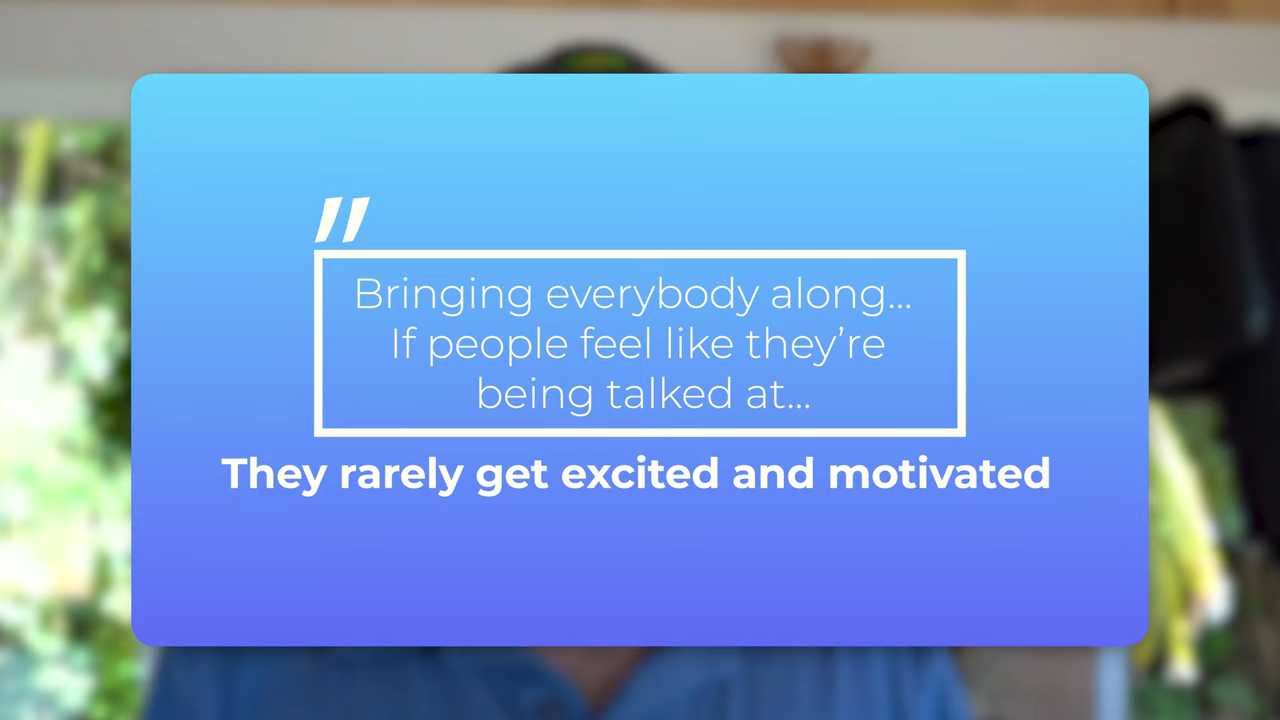 "
Bringing everybody along...
If people feel like they’re
being talked at...
They rarely get excited and motivated